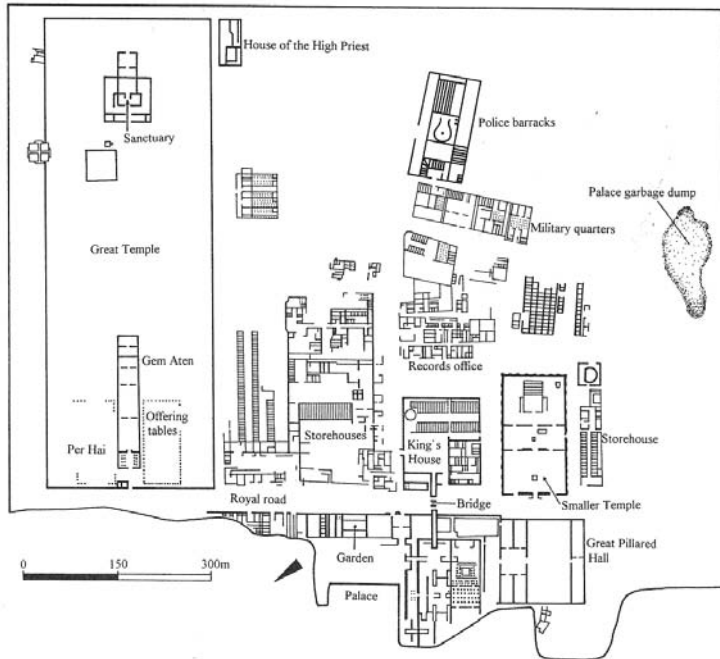 House of the High Priest
Sanctuary
Police barracks
Palace garbage dump
Military quarters
Great Temple
Gem Aten
Records office
Offering
tables
Per Hai
Storehouses
King's
House
Storehouse
Royal road
Bridge
Smaller Temple
Garden
Great Pillared
Hall
0 150 300m
Palace